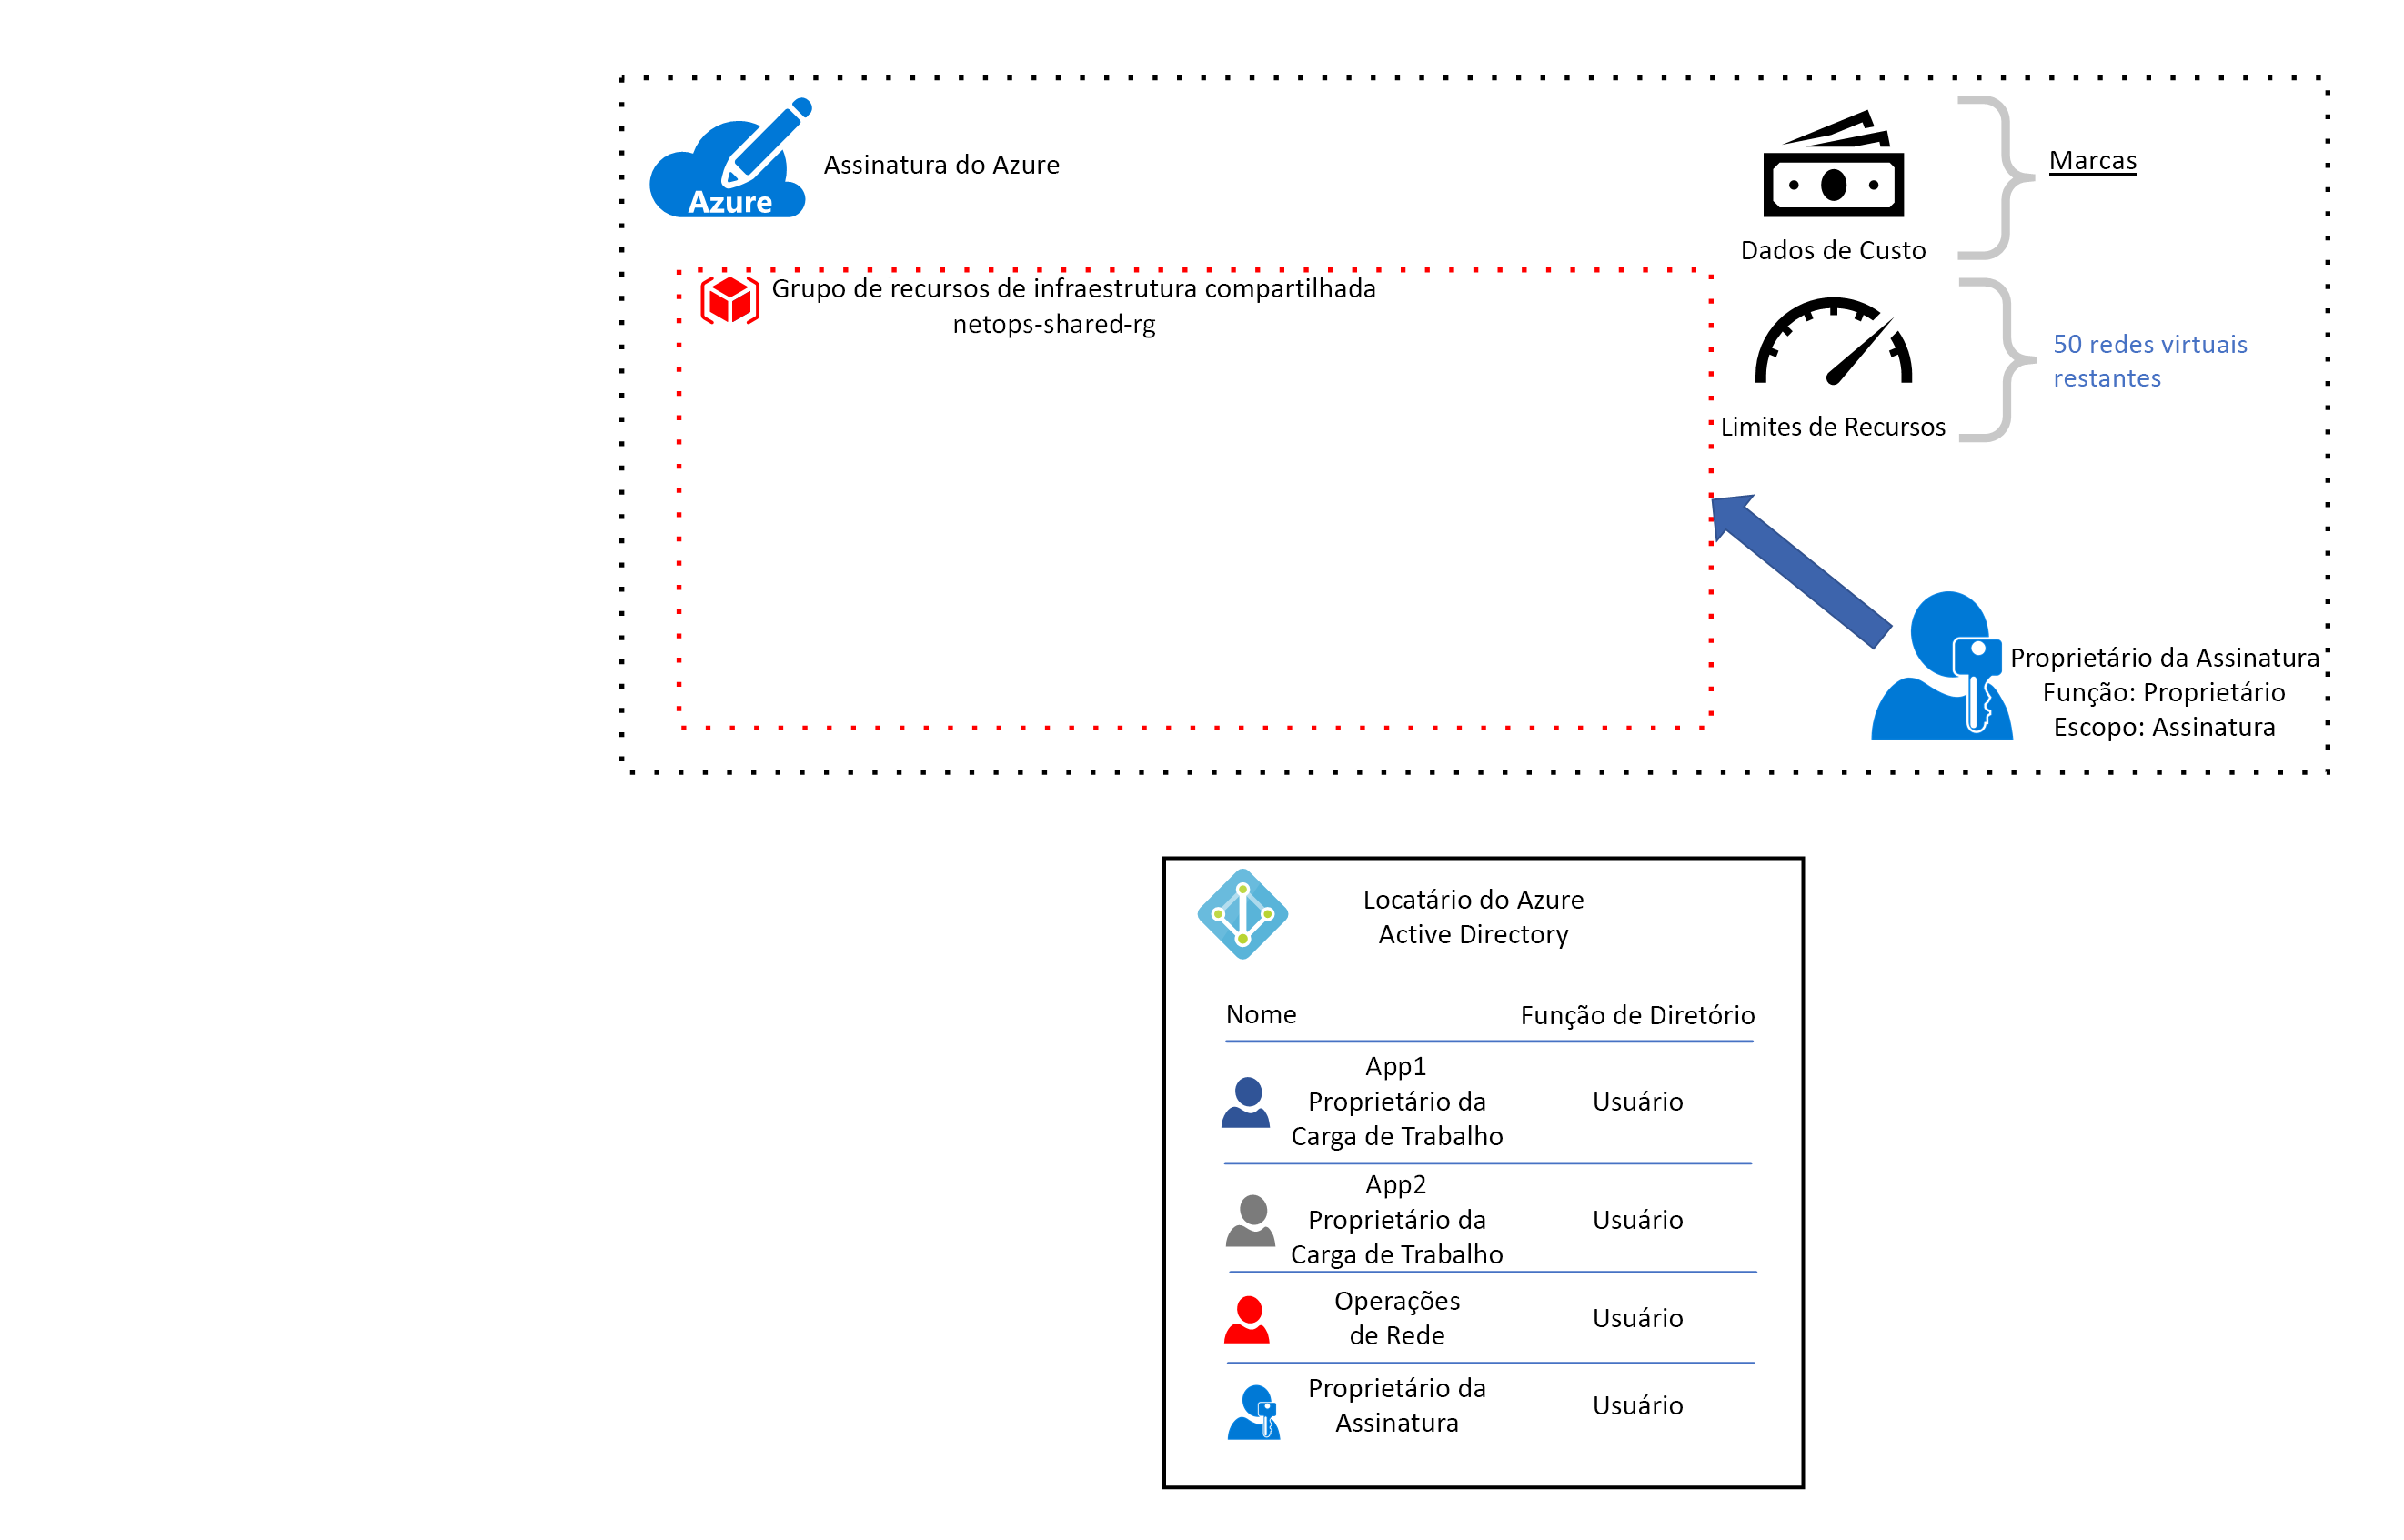 Azure
Assinatura do Azure
Marcas
Dados de Custo
Grupo de recursos de infraestrutura compartilhada
netops-shared-rg
50 redes virtuais
restantes
Limites de Recursos
Proprietário da Assinatura
Função: Proprietário
Escopo: Assinatura
Locatário do Azure
Active Directory
Nome Função de Diretório
App1
Proprietário da Usuário
Carga de Trabalho
App2
Proprietário da Usuário
Carga de Trabalho
Operações
de Rede Usuário
Proprietário da
Assinatura Usuário